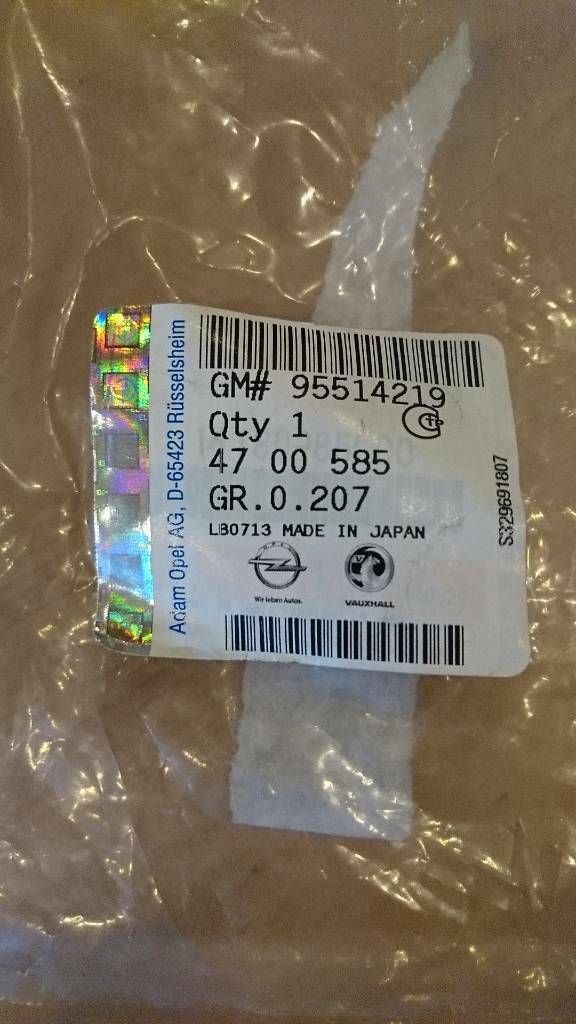 Adam Opel AG, D-65423 Rüsselsheim
GM# 95514219
Qty 1
47 00 585
GR.0.207
LB0713 MADE IN JAPAN
Wir leben Autos.
VAUXHALL
S329691807